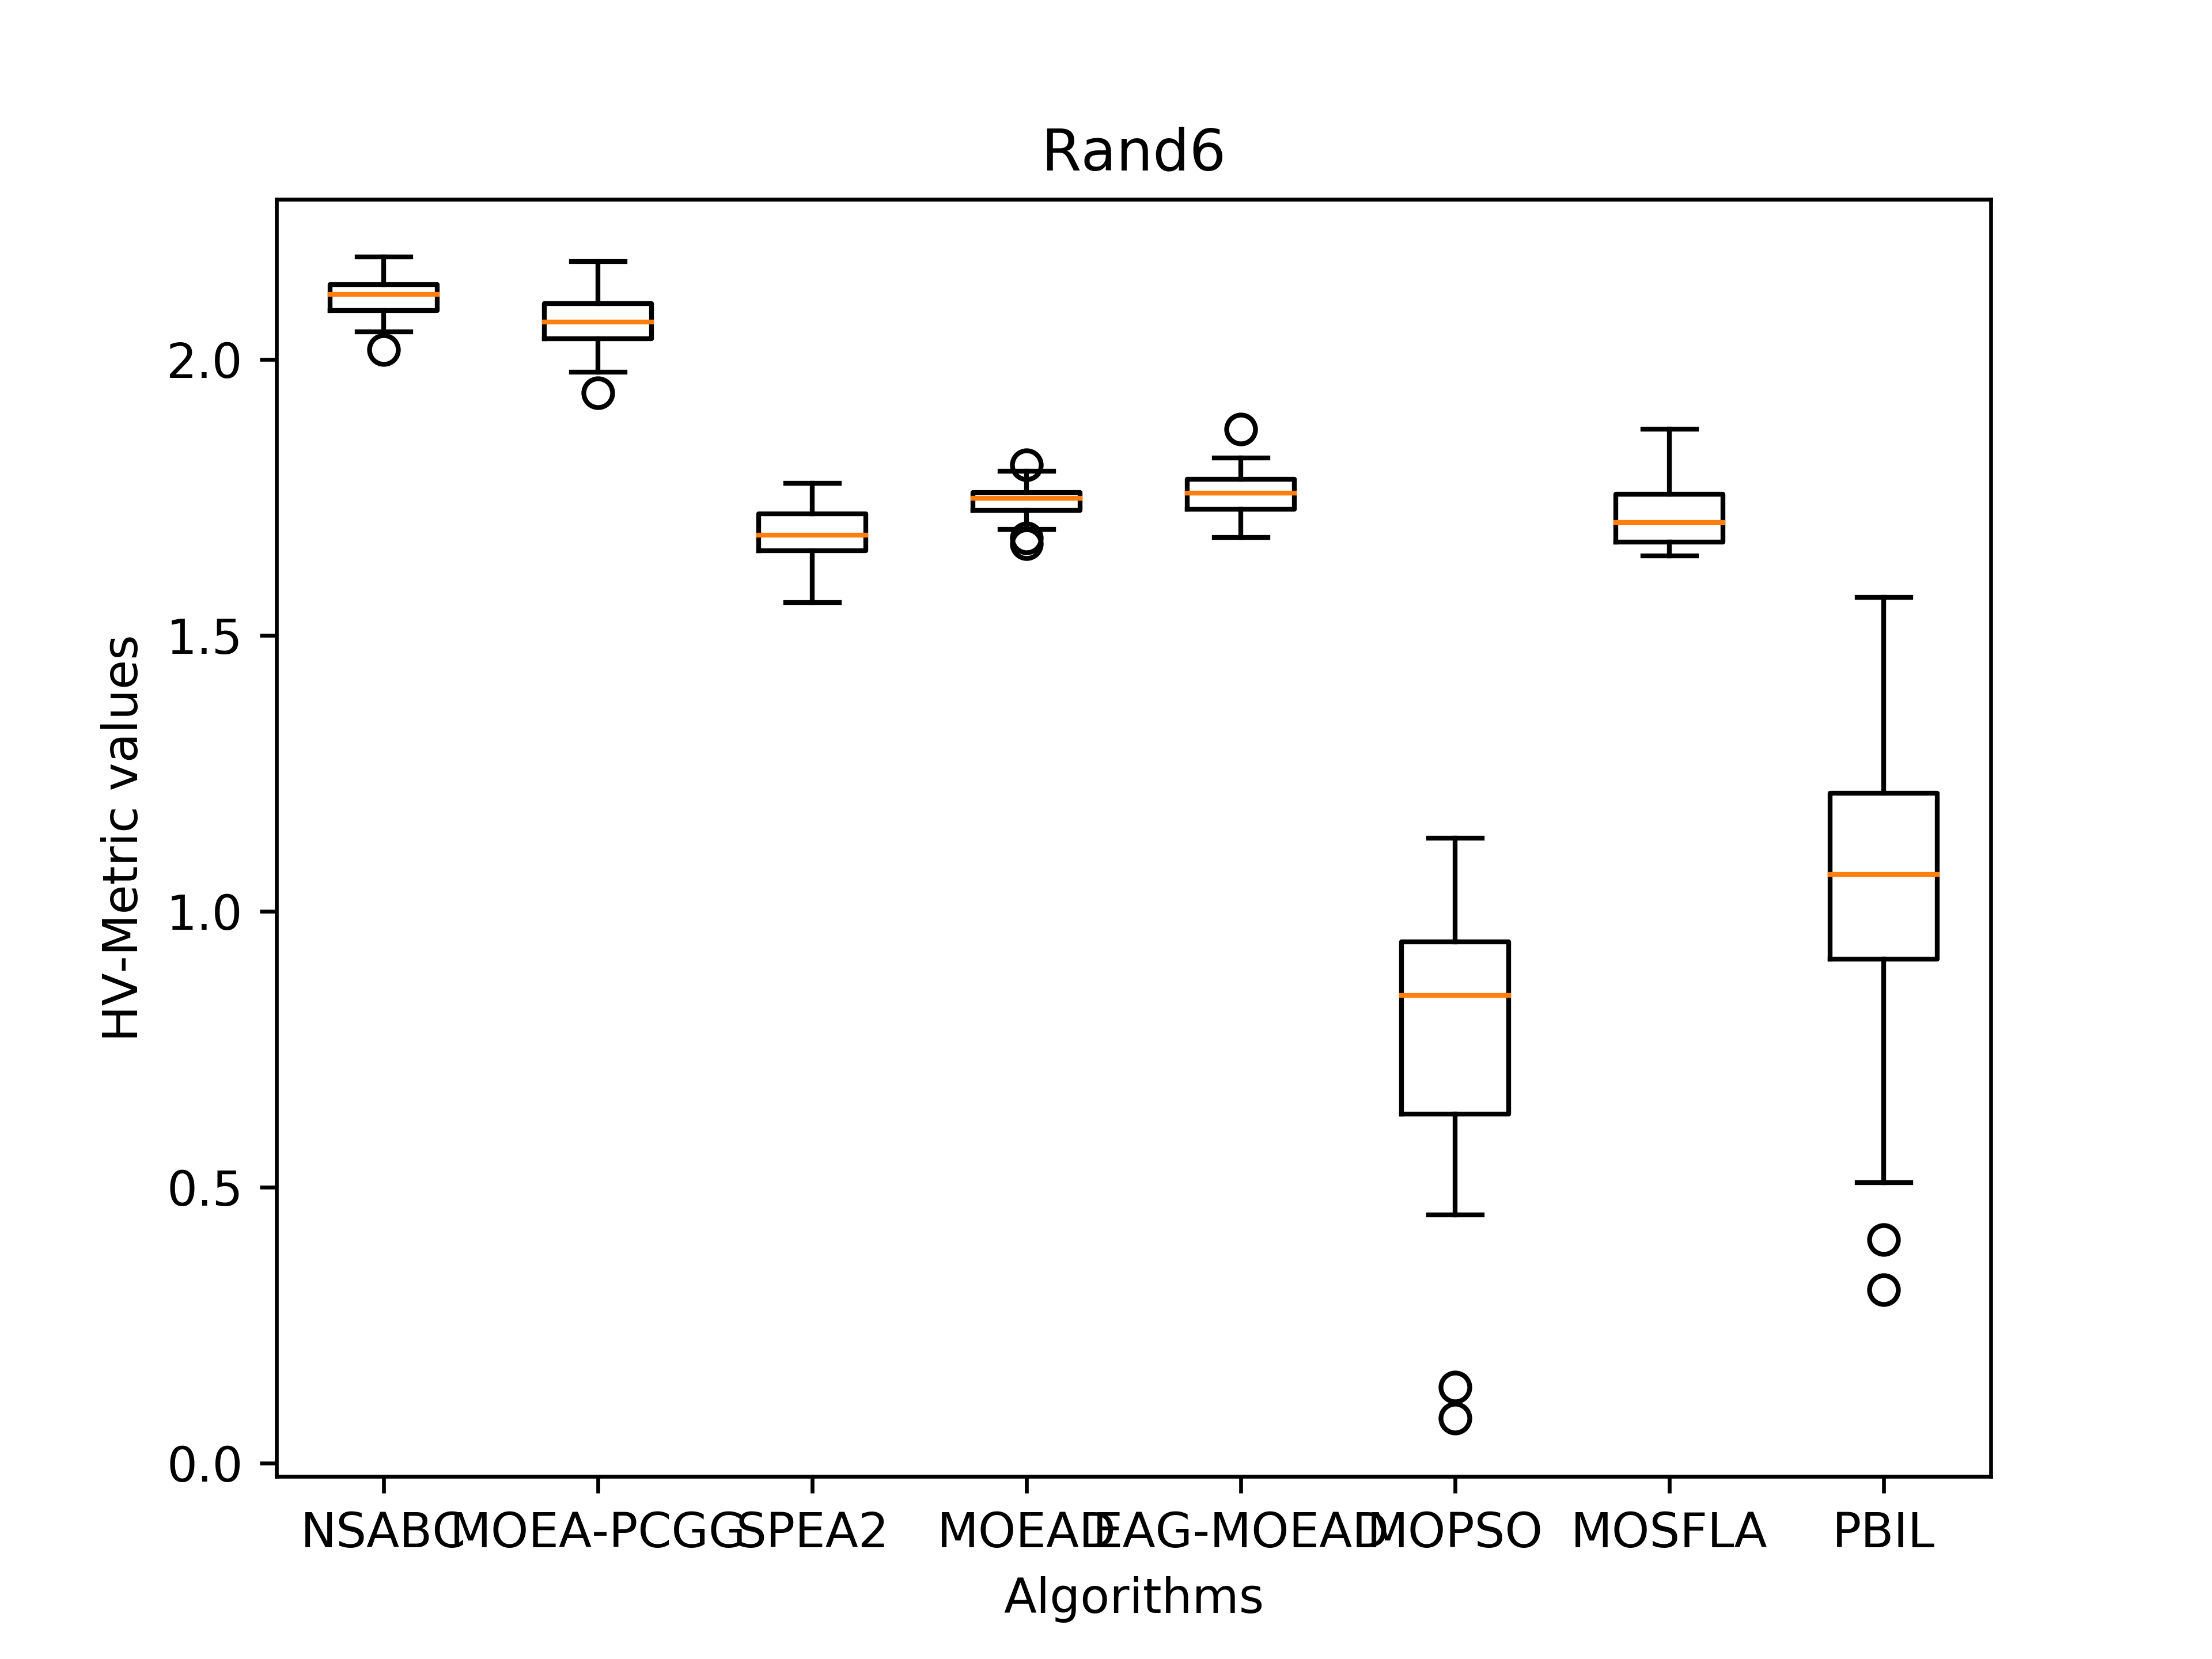 Rand6
HV-Metric values
2.0
1.5
1.0
0.5
0.0
NSABC MOEA-PCGG SPEA2 MOEAD EAG-MOEAD MOPSO MOSFLA PBIL
Algorithms